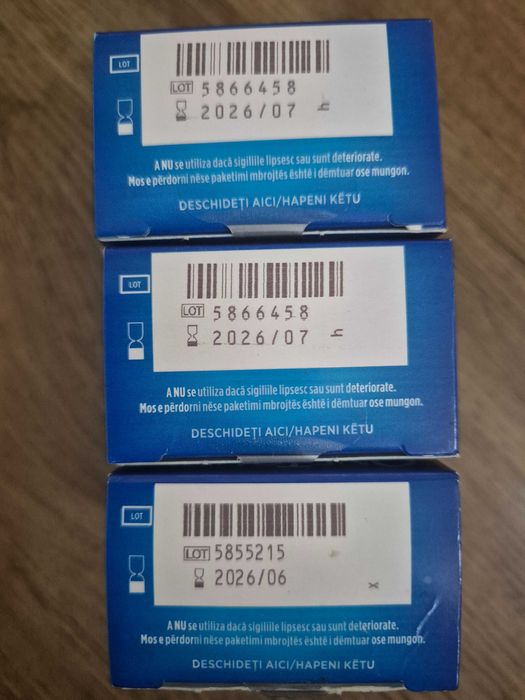 LOT
LOT 5866458
2026/07 h
A NU se utiliza dacă sigiliile lipsesc sau sunt deteriorate.
Mos e përdorni nëse paketimi mbrojtës është i dëmtuar ose mungon.
DESCHIDEȚI AICI/HAPENI KËTU
LOT
LOT 5866458
2026/07 h
A NU se utiliza dacă sigiliile lipsesc sau sunt deteriorate.
Mos e përdorni nëse paketimi mbrojtës është i dëmtuar ose mungon.
DESCHIDEȚI AICI/HAPENI KËTU
LOT
LOT 5855215
2026/06 x
A NU se utiliza dacă sigiliile lipsesc sau sunt deteriorate.
Mos e përdorni nëse paketimi mbrojtës është i dëmtuar ose mungon.
DESCHIDEȚI AICI/HAPENI KËTU